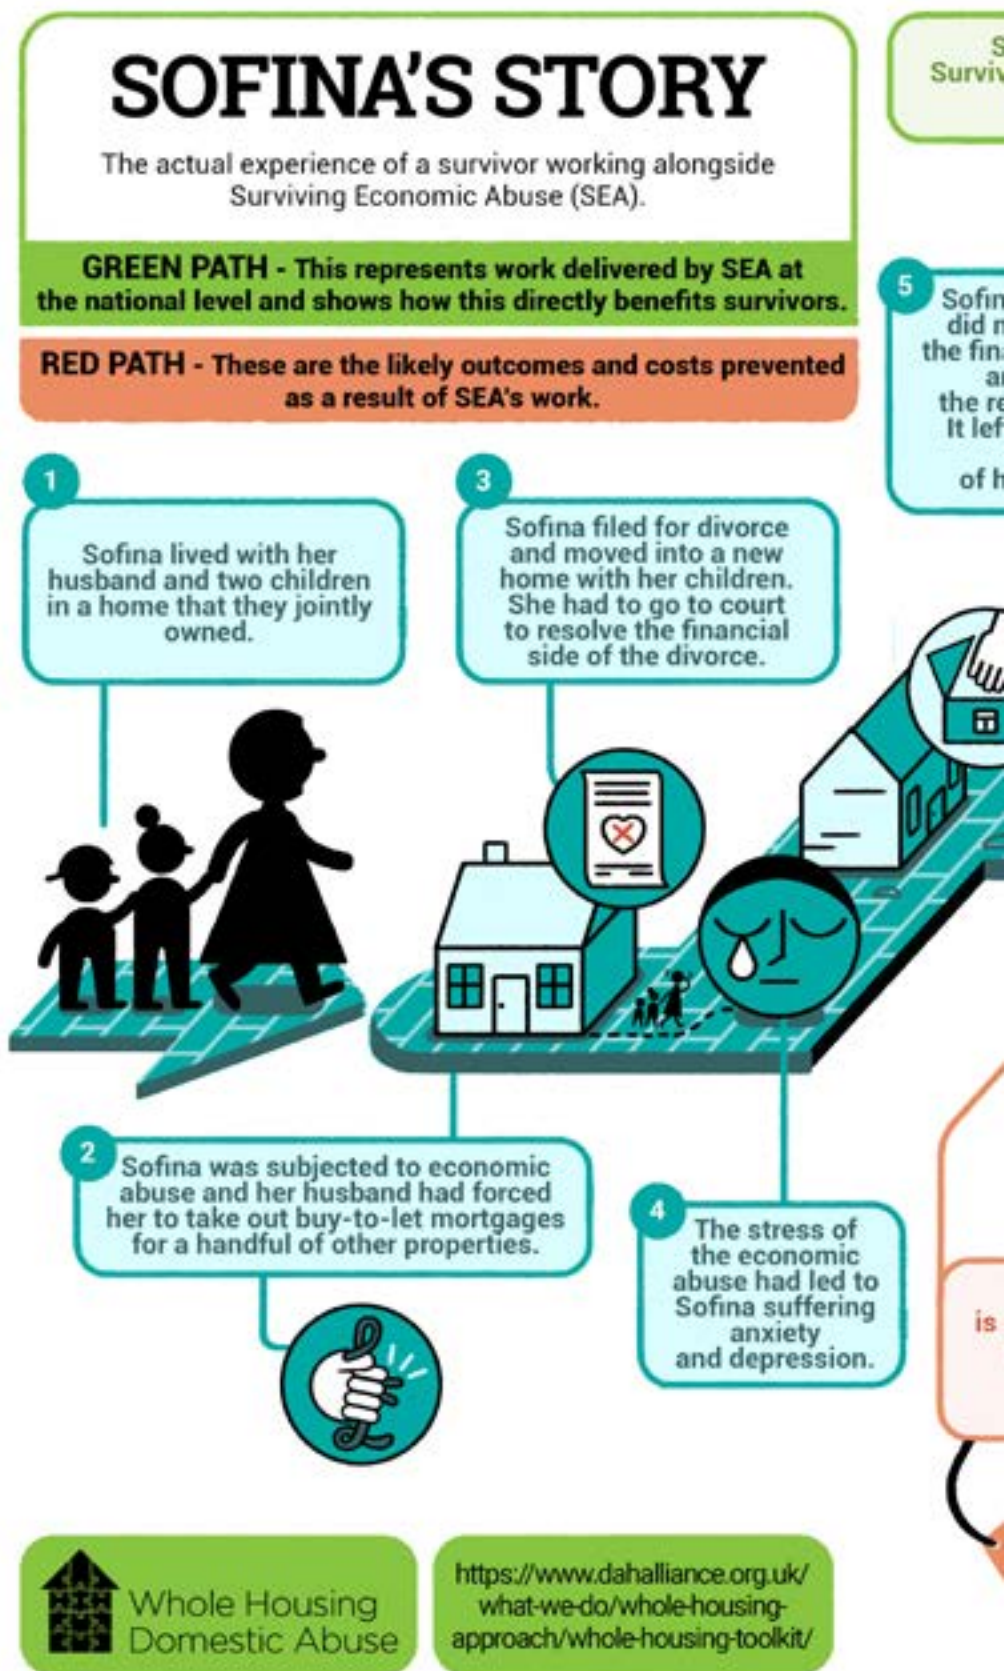 SOFINA'S STORY
The actual experience of a survivor working alongside
Surviving Economic Abuse (SEA).
GREEN PATH - This represents work delivered by SEA at
the national level and shows how this directly benefits survivors.
RED PATH - These are the likely outcomes and costs prevented
as a result of SEA's work.
1
Sofina lived with her
husband and two children
in a home that they jointly
owned.
2
Sofina was subjected to economic
abuse and her husband had forced
her to take out buy-to-let mortgages
for a handful of other properties.
3
Sofina filed for divorce
and moved into a new
home with her children.
She had to go to court
to resolve the financial
side of the divorce.
4
The stress of
the economic
abuse had led to
Sofina suffering
anxiety
and depression.
5
did
the
the
It
of
is
Whole Housing
Domestic Abuse
https://www.dahalliance.org.uk/
what-we-do/whole-housing-
approach/whole-housing-toolkit/